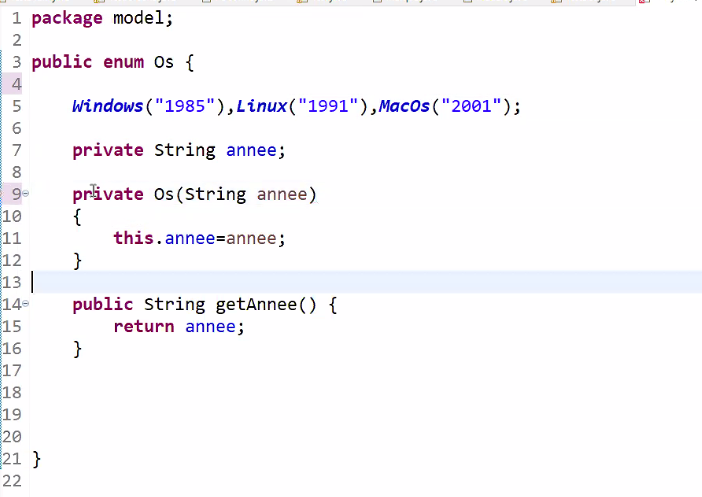 1 package model;
2
3 public enum Os {
4
5 Windows("1985"),Linux("1991"),MacOs("2001");
6
7 private String annee;
8
9 private Os(String annee)
10 {
11 this.annee=annee;
12 }
13
14 public String getAnnee() {
15 return annee;
16 }
17
18
19
20
21 }
22